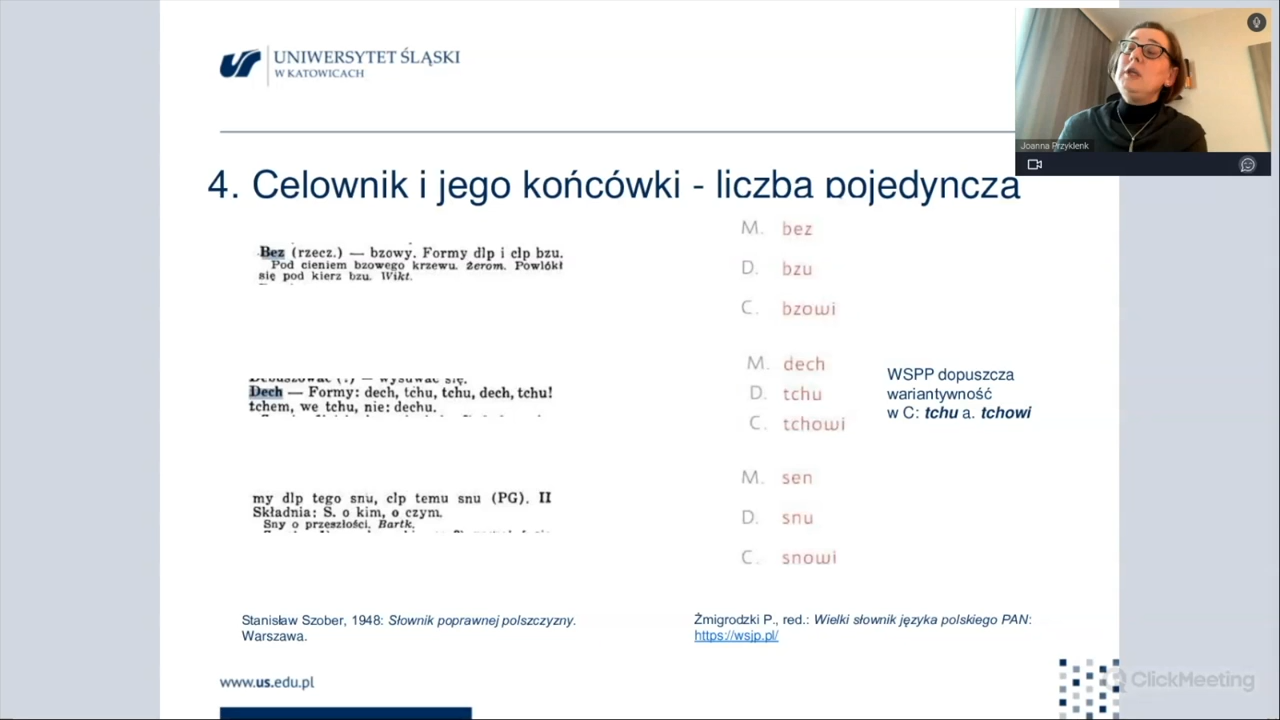 UNIWERSYTET ŚLĄSKI
W KATOWICACH
Joanna Przyklenk
4. Celownik i jego końcówki - liczba pojedyncza
Bez (rzecz.) — bzowy. Formy dlp i clp bzu.
Pod cieniem bzowego krzewu. Żerom. Powlókł
się pod kierz bzu. Wikt.
Dech — Formy: dech, tchu, tchu, dech, tchu!
tchem, we tchu, nie: dechu.
my dlp tego snu, clp temu snu (PG). II
Składnia: S. o kim, o czym.
Sny o przeszłości. Bartk.
M. bez
D. bzu
C. bzowi
M. dech
D. tchu
C. tchowi
M. sen
D. snu
C. snowi
WSPP dopuszcza
wariantywność
w C: tchu a. tchowi
Stanisław Szober, 1948: Słownik poprawnej polszczyzny.
Warszawa.
Żmigrodzki P., red.: Wielki słownik języka polskiego PAN:
https://wsjp.pl/
www.us.edu.pl
ClickMeeting